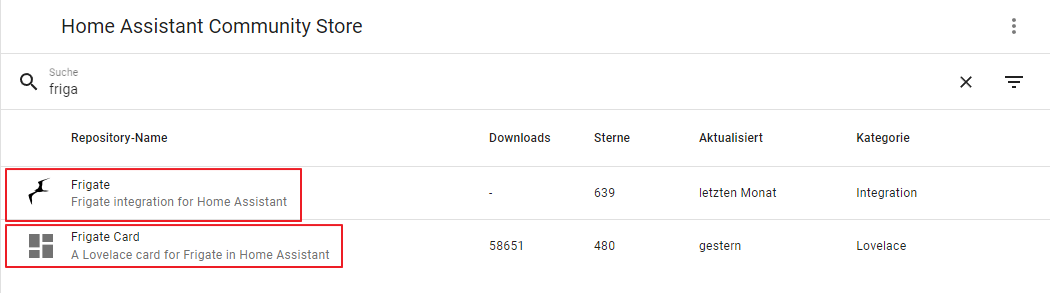 Home Assistant Community Store
Suche
friga
Repository-Name Downloads Sterne Aktualisiert Kategorie
Frigate
Frigate integration for Home Assistant
- 639 letzten Monat Integration
Frigate Card
A Lovelace card for Frigate in Home Assistant
58651 480 gestern Lovelace